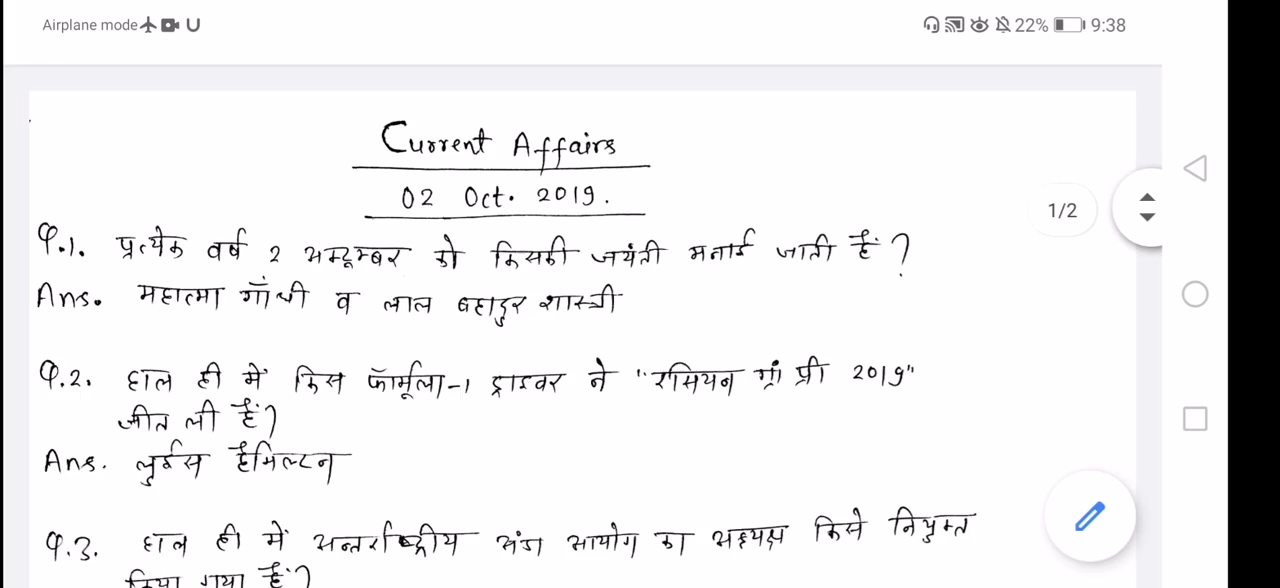 Airplane mode
22% 9:38
Current Affairs
02 Oct. 2019.
1/2
Q.1. प्रत्येक वर्ष 2 अक्टूम्बर को किसकी जयंती मनाई जाती हैं?
Ans. महात्मा गाँधी व लाल बहादुर शास्त्री
Q.2. हाल ही में किस फॉर्मूला-1 ड्राइवर ने "रसियन ग्रां प्री 2019"
जीत ली हैं?
Ans. लुईस हैमिल्टन
Q.3. हाल ही में अन्तर्राष्ट्रीय आयोग का अध्यक्ष किसे नियुक्त
किया गया हैं?